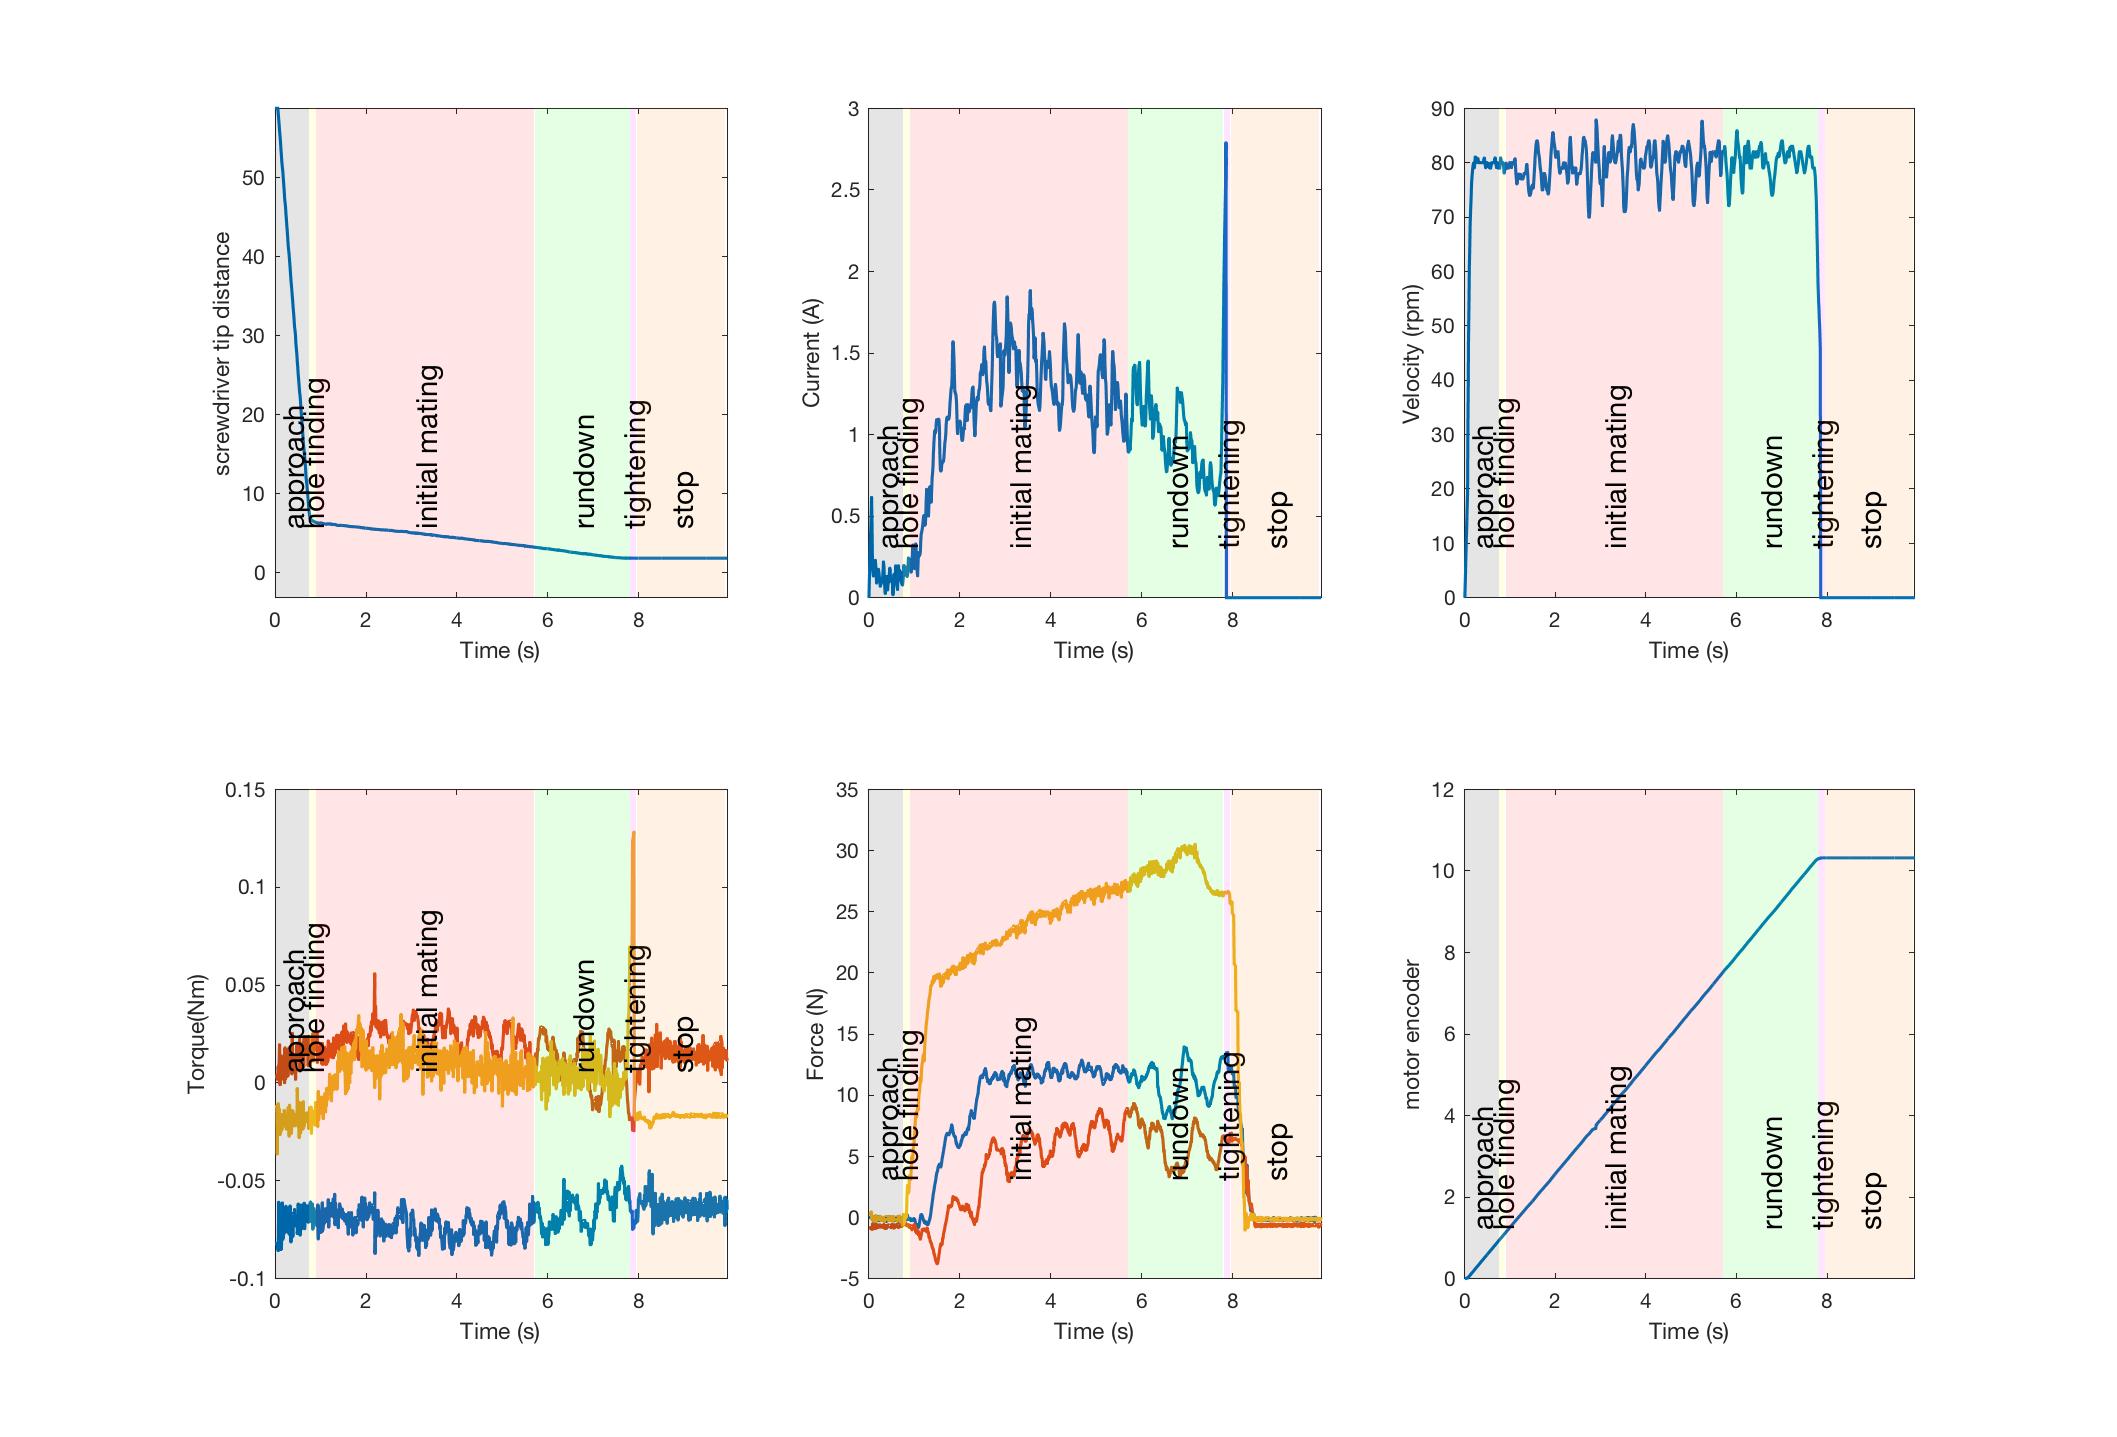 50
40
30
20
10
0
screwdriver tip distance
approach
hole finding
initial mating
rundown
tightening
stop
0 2 4 6 8
Time (s)
3
2.5
2
1.5
1
0.5
0
Current (A)
approach
hole finding
initial mating
rundown
tightening
stop
0 2 4 6 8
Time (s)
90
80
70
60
50
40
30
20
10
0
Velocity (rpm)
approach
hole finding
initial mating
rundown
tightening
stop
0 2 4 6 8
Time (s)
0.15
0.1
0.05
0
-0.05
-0.1
Torque(Nm)
approach
hole finding
initial mating
rundown
tightening
stop
0 2 4 6 8
Time (s)
35
30
25
20
15
10
5
0
-5
Force (N)
approach
hole finding
initial mating
rundown
tightening
stop
0 2 4 6 8
Time (s)
12
10
8
6
4
2
0
motor encoder
approach
hole finding
initial mating
rundown
tightening
stop
0 2 4 6 8
Time (s)